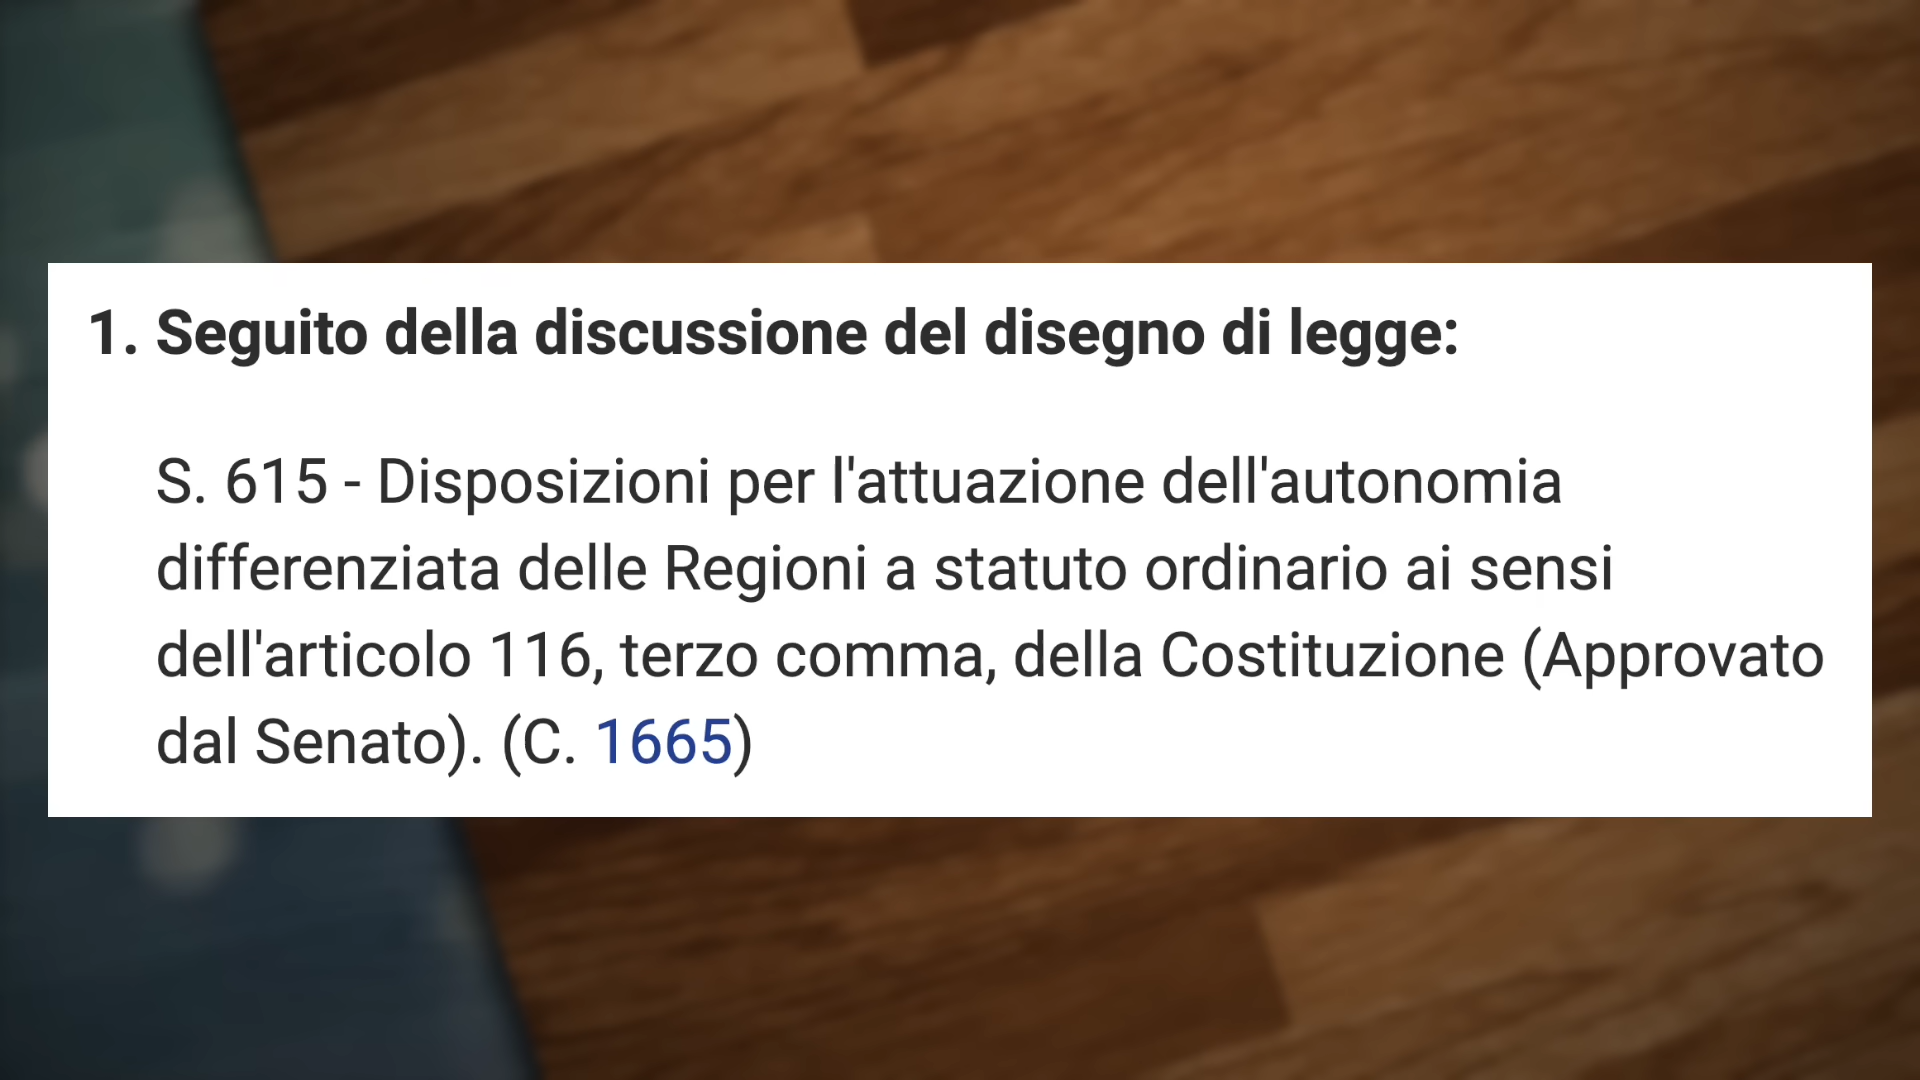 1. Seguito della discussione del disegno di legge:
S. 615 - Disposizioni per l'attuazione dell'autonomia
differenziata delle Regioni a statuto ordinario ai sensi
dell'articolo 116, terzo comma, della Costituzione (Approvato
dal Senato). (C. 1665)